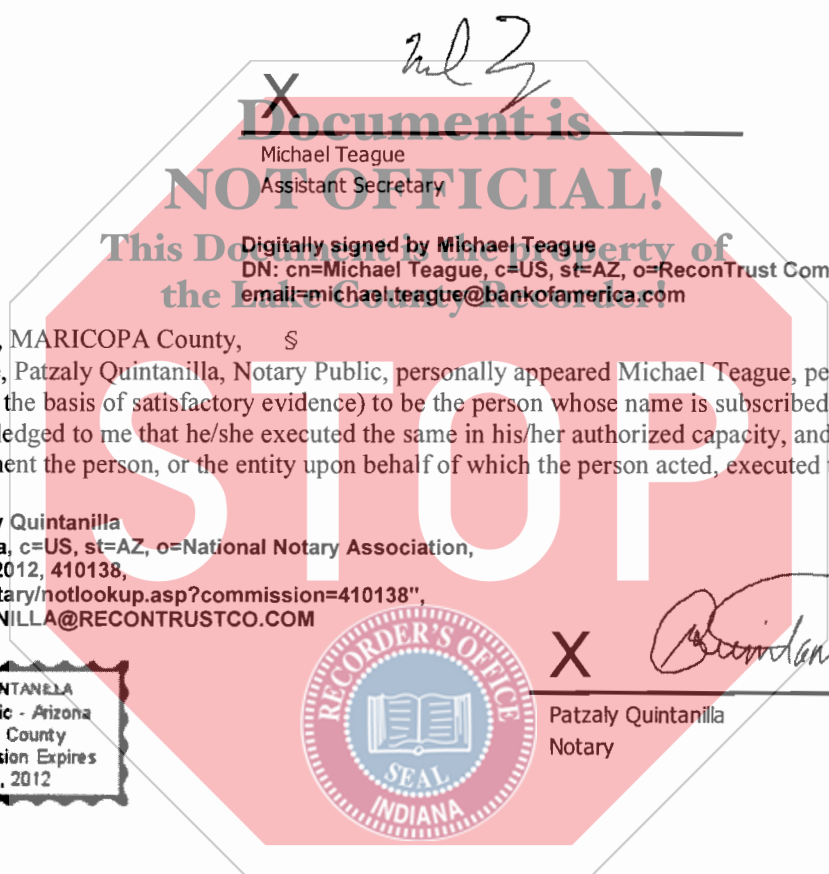 X
Document is
Michael Teague
NOT OFFICIAL!
Assistant Secretary
This Document is the property of
Digitally signed by Michael Teague
DN: cn=Michael Teague, c=US, st=AZ, o=ReconTrust Com
the Lake County Recorder!
email=michael.teague@bankofamerica.com
, MARICOPA County, §
, Patzaly Quintanilla, Notary Public, personally appeared Michael Teague, pe
the basis of satisfactory evidence) to be the person whose name is subscribed
ledged to me that he/she executed the same in his/her authorized capacity, and
ent the person, or the entity upon behalf of which the person acted, executed
STOP
y Quintanilla
a, c=US, st=AZ, o=National Notary Association,
2012, 410138,
tary/notlookup.asp?commission=410138",
NILLA@RECONTRUSTCO.COM
RECORDER'S OFFICE
SEAL
INDIANA
X
Patzaly Quintanilla
Notary
NTANILLA
ic - Arizona
County
sion Expires
, 2012